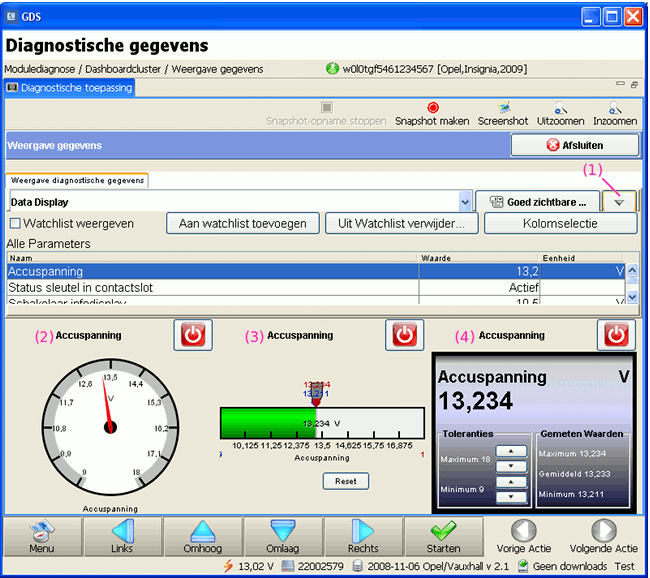 GDS
Diagnostische gegevens
Modulediagnose / Dashboardcluster / Weergave gegevens w0l0tgf5461234567 [Opel,Insignia,2009]
Diagnostische toepassing
Snapshot-opname stoppen Snapshot maken Screenshot Uitzoomen Inzoomen
Weergave gegevens Afsluiten
(1)
Weergave diagnostische gegevens
Data Display Goed zichtbare ...
Watchlist weergeven Aan watchlist toevoegen Uit Watchlist verwijder... Kolomselectie
Alle Parameters
Naam Waarde Eenheid
Accuspanning 13,2 V
Status sleutel in contactslot Actief
Schakelaar infodisplay 10,5 V
(2) Accuspanning (3) Accuspanning (4) Accuspanning
13,5
12,6 14,4
11,7 V 15,3
10,8 16,2
9,9 17,1
9 18
Accuspanning
13,234
13,211
13,234 V
10,125 11,25 12,375 13,5 14,625 15,75 16,875
Accuspanning
Reset
Accuspanning V
13,234
Toleranties Gemeten Waarden
Maximum 18 Maximum 13,234
Gemiddeld 13,233
Minimum 9 Minimum 13,211
Menu Links Omhoog Omlaag Rechts Starten Vorige Actie Volgende Actie
13,02 V 22002579 2008-11-06 Opel/Vauxhall v 2.1 Geen downloads Test